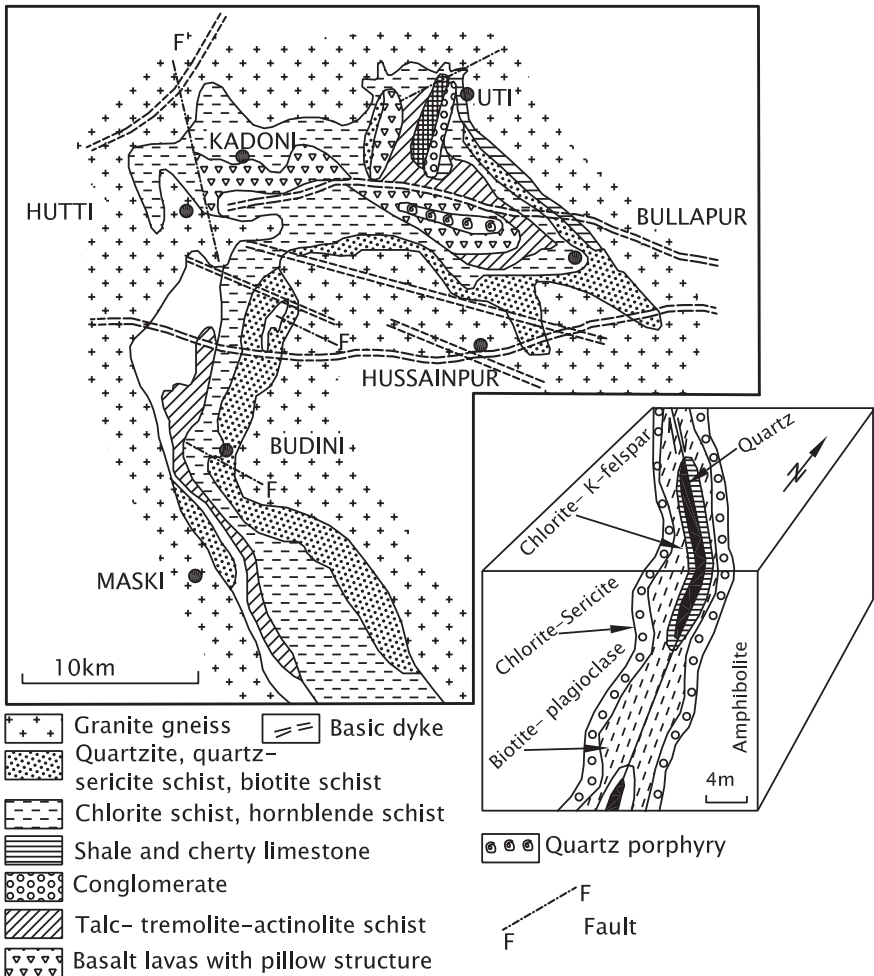 F
UTI
KADONI
HUTTI
BULLAPUR
F
HUSSAINPUR
BUDINI
F
MASKI
10km
Quartz
N
Chlorite– K–felspar
Chlorite–Sericite
Biotite– plagioclase
Amphibolite
4m
Granite gneiss
Basic dyke
Quartzite, quartz–
sericite schist, biotite schist
Chlorite schist, hornblende schist
Shale and cherty limestone
Conglomerate
Talc– tremolite–actinolite schist
Basalt lavas with pillow structure
Quartz porphyry
F
F
Fault